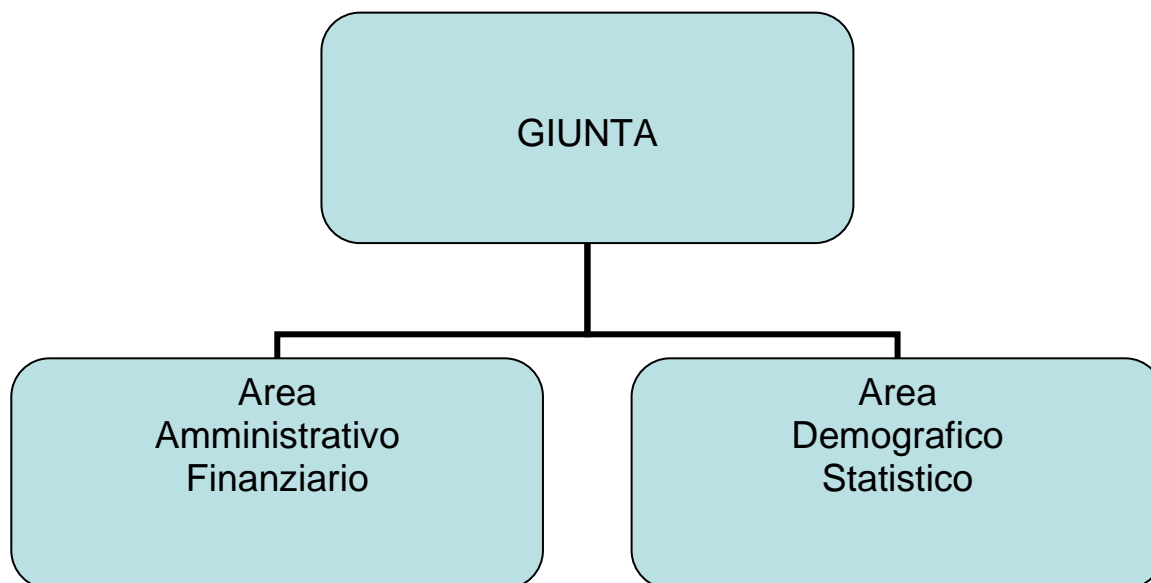 GIUNTA
Area
Amministrativo
Finanziario
Area
Demografico
Statistico